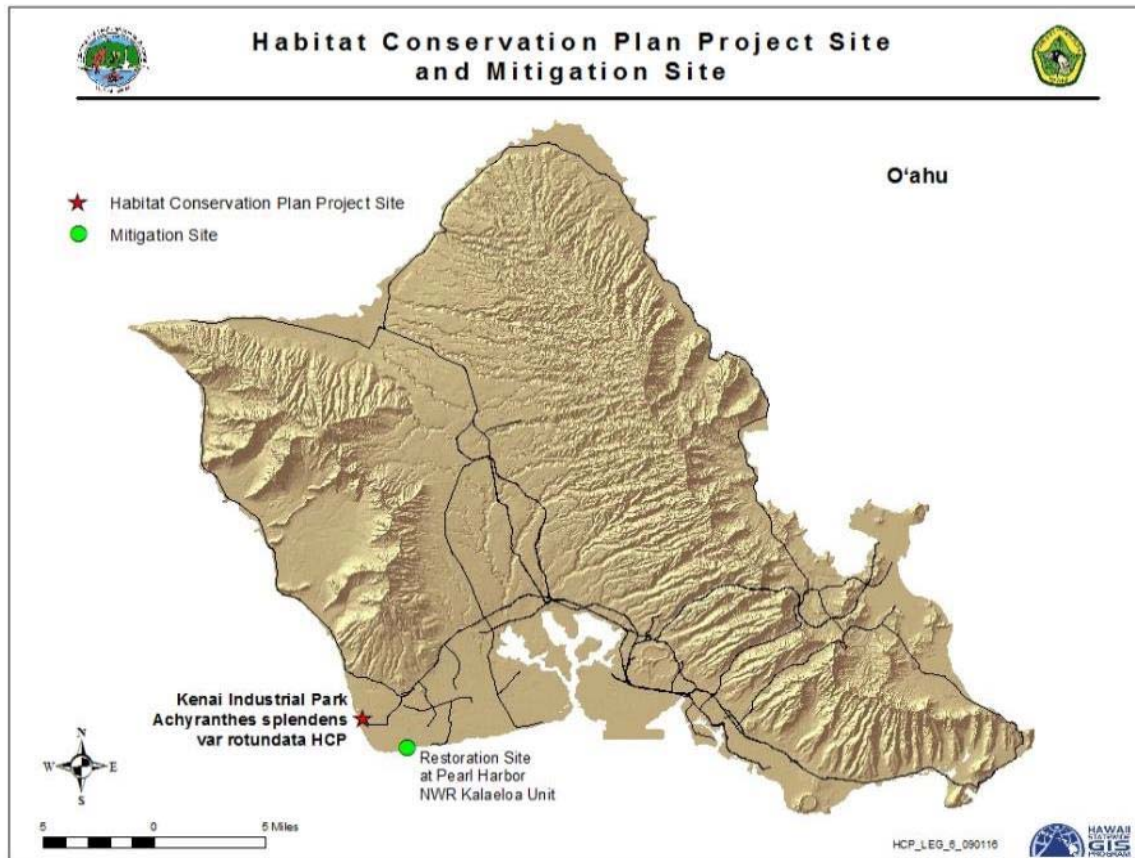 Habitat Conservation Plan Project Site
and Mitigation Site
O‘ahu
Habitat Conservation Plan Project Site
Mitigation Site
Kenai Industrial Park
Achyranthes splendens
var rotundata HCP
Restoration Site
at Pearl Harbor
NWR Kalaeloa Unit
N
W E
S
5 0 5 Miles
HCP_LEG_6_090116
HAWAII
STATEWIDE
GIS
PROGRAM